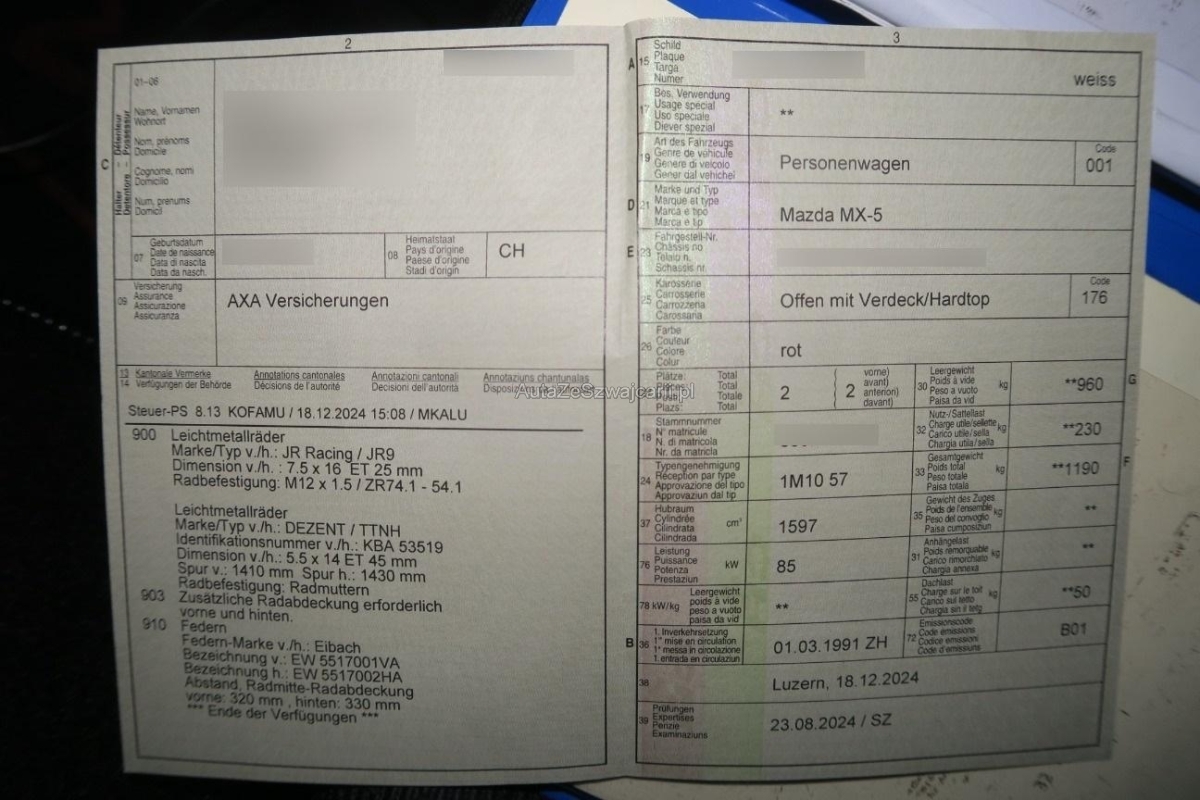 2
01-06
C
Halter Détenteur
Detentore Possessur
Name, Vornamen
Wohnort
Nom, prénoms
Domicile
Cognome, nomi
Domicilio
Num, prenums
Domicil
07
Geburtsdatum
Date de naissance
Data di nascita
Data da nasch.
08
Heimatstaat
Pays d'origine
Paese d'origine
Stadi d'origin
CH
09
Versicherung
Assurance
Assicurazione
Assicuranza
AXA Versicherungen
13 Kantonale Vermerke Annotations cantonales Annotazioni cantonali Annotaziuns chantunalas
14 Verfügungen der Behörde Décisions de l'autorité Decisioni dell'autorità
AutaZeSzwajcarii.pl
Steuer-PS 8.13 KOFAMU / 18.12.2024 15:08 / MKALU
900 Leichtmetallräder
Marke/Typ v./h.: JR Racing / JR9
Dimension v./h. : 7.5 x 16 ET 25 mm
Radbefestigung: M12 x 1.5 / ZR74.1 - 54.1
Leichtmetallräder
Marke/Typ v./h.: DEZENT / TTNH
Identifikationsnummer v./h.: KBA 53519
Dimension v./h.: 5.5 x 14 ET 45 mm
Spur v.: 1410 mm Spur h.: 1430 mm
Radbefestigung: Radmuttern
903 Zusätzliche Radabdeckung erforderlich
vorne und hinten.
910 Federn
Federn-Marke v./h.: Eibach
Bezeichnung v.: EW 5517001VA
Bezeichnung h.: EW 5517002HA
Abstand, Radmitte-Radabdeckung
vorne: 320 mm , hinten: 330 mm
*** Ende der Verfügungen ***
3
A 15
Schild
Plaque
Targa
Numer
weiss
17
Bes. Verwendung
Usage spécial
Uso speciale
Diever spezial
**
19
Art des Fahrzeugs
Genre de véhicule
Genere di veicolo
Gener dal vehichel
Personenwagen
Code
001
D 21
Marke und Typ
Marque et type
Marca e tipo
Marca e tip
Mazda MX-5
E 23
Fahrgestell-Nr.
Châssis no
Telaio n.
Schassis nr.
25
Karosserie
Carrosserie
Carrozzeria
Carossaria
Offen mit Verdeck/Hardtop
Code
176
26
Farbe
Couleur
Colore
Colur
rot
Plätze: Total
Total
Totale
Plazs: Total
2
2
vorne)
avant)
anteriori)
davant)
30
Leergewicht
Poids à vide
Peso a vuoto
Paisa da vid
kg
**960
G
18
Stammnummer
N° matricule
N. di matricola
Nr. da matricla
32
Nutz-/Sattellast
Charge utile/sellette
Carico utile/sella
Chargia utila/sella
kg
**230
24
Typengenehmigung
Réception par type
Approvazione del tipo
Approvaziun dal tip
1M10 57
33
Gesamtgewicht
Poids total
Peso totale
Paisa totala
kg
**1190
F
37
Hubraum
Cylindrée
Cilindrata
Cilindrada
cm³
1597
35
Gewicht des Zuges
Poids de l'ensemble
Peso del convoglio
Paisa cumposiziun
kg
**
76
Leistung
Puissance
Potenza
Prestaziun
kW
85
31
Anhängelast
Poids remorquable
Carico rimorchiato
Chargia annexa
kg
**
78 kW/kg
Leergewicht
poids à vide
peso a vuoto
paisa da vid
**
55
Dachlast
Charge sur le toit
Carico sul tetto
Chargia sin il tetg
kg
**50
B 36
1. Inverkehrsetzung
1re mise en circulation
1a messa in circolazione
1. entrada en circulaziun
01.03.1991 ZH
72
Emissionscode
Code émissions
Codice emissioni
Code d'emissiuns
B01
38
Luzern, 18.12.2024
39
Prüfungen
Expertises
Perizie
Examinaziuns
23.08.2024 / SZ